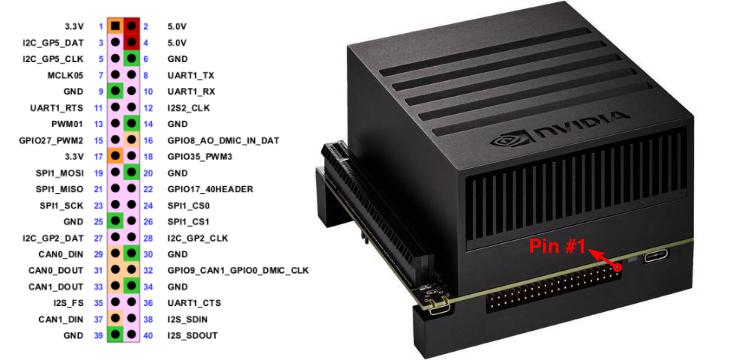 3.3V 1 2 5.0V
I2C_GP5_DAT 3 4 5.0V
I2C_GP5_CLK 5 6 GND
MCLK05 7 8 UART1_TX
GND 9 10 UART1_RX
UART1_RTS 11 12 I2S2_CLK
PWM01 13 14 GND
GPIO27_PWM2 15 16 GPIO8_AO_DMIC_IN_DAT
3.3V 17 18 GPIO35_PWM3
SPI1_MOSI 19 20 GND
SPI1_MISO 21 22 GPIO17_40HEADER
SPI1_SCK 23 24 SPI1_CS0
GND 25 26 SPI1_CS1
I2C_GP2_DAT 27 28 I2C_GP2_CLK
CAN0_DIN 29 30 GND
CAN0_DOUT 31 32 GPIO9_CAN1_GPIO0_DMIC_CLK
CAN1_DOUT 33 34 GND
I2S_FS 35 36 UART1_CTS
CAN1_DIN 37 38 I2S_SDIN
GND 39 40 I2S_SDOUT
NVIDIA
Pin #1